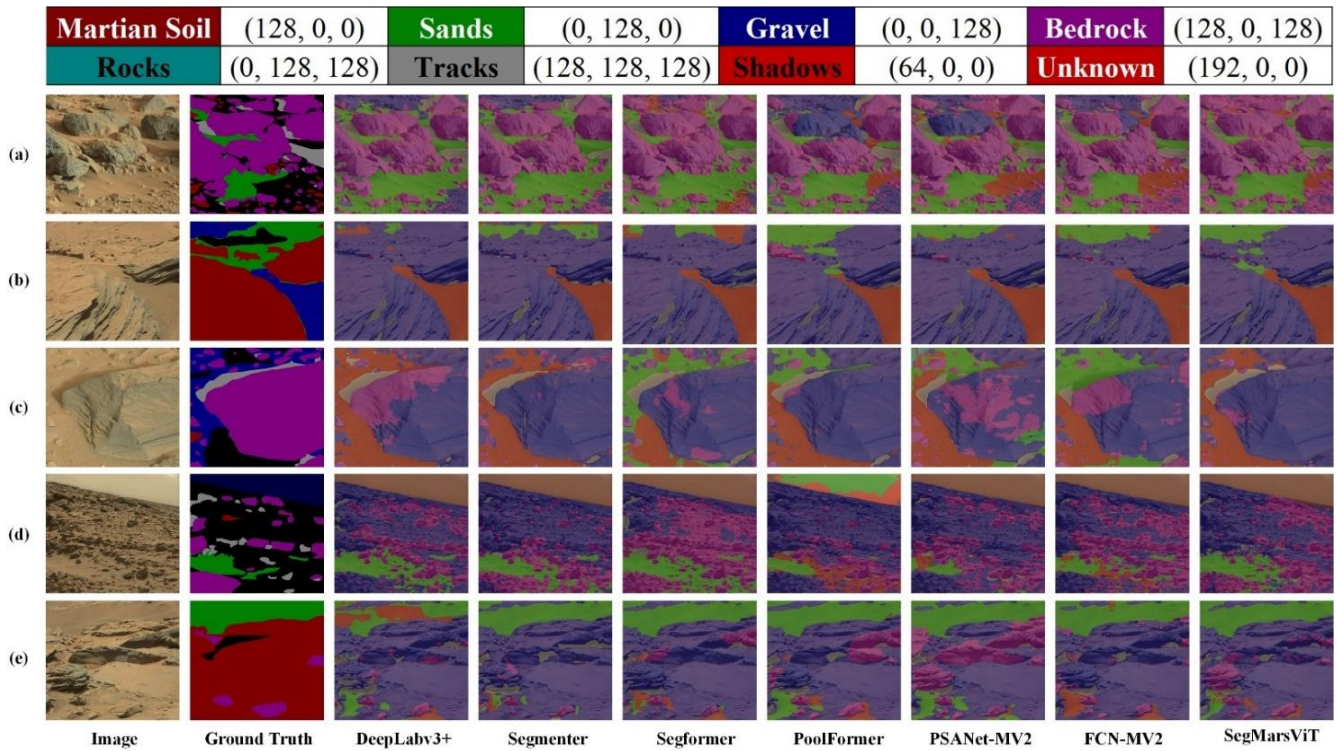 Martian Soil (128, 0, 0) Sands (0, 128, 0) Gravel (0, 0, 128) Bedrock (128, 0, 128)
Rocks (0, 128, 128) Tracks (128, 128, 128) Shadows (64, 0, 0) Unknown (192, 0, 0)
(a)
(b)
(c)
(d)
(e)
Image Ground Truth DeepLabv3+ Segmenter Segformer PoolFormer PSANet-MV2 FCN-MV2 SegMarsViT